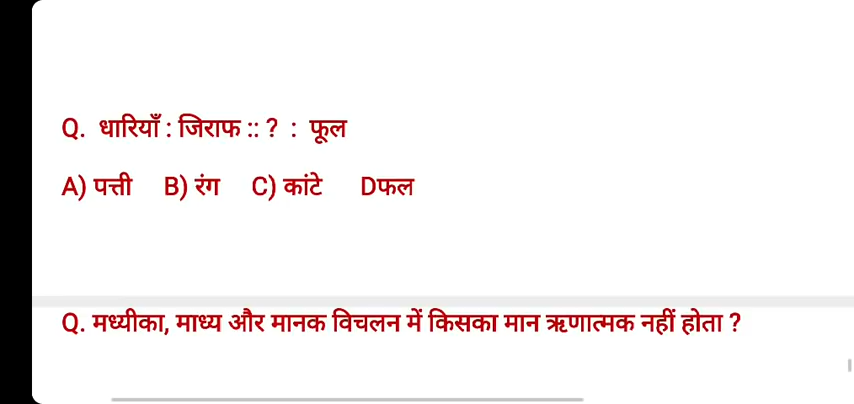 Q. धारियाँ : जिराफ :: ? : फूल
A) पत्ती B) रंग C) कांटे Dफल
Q. मध्यीका, माध्य और मानक विचलन में किसका मान ऋणात्मक नहीं होता ?